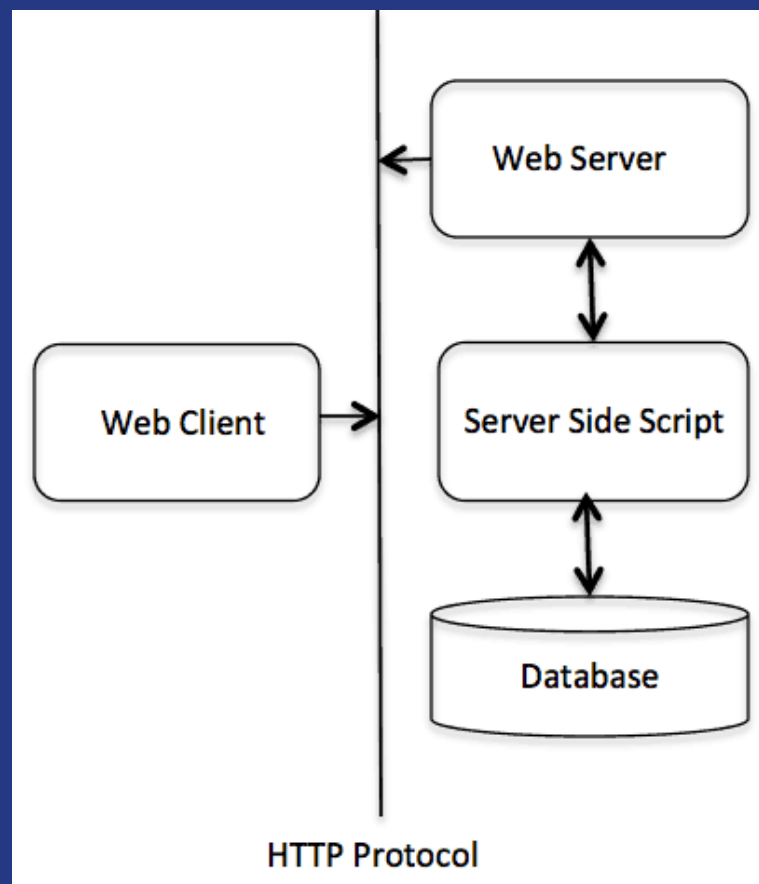 Web Server
Web Client
Server Side Script
Database
HTTP Protocol